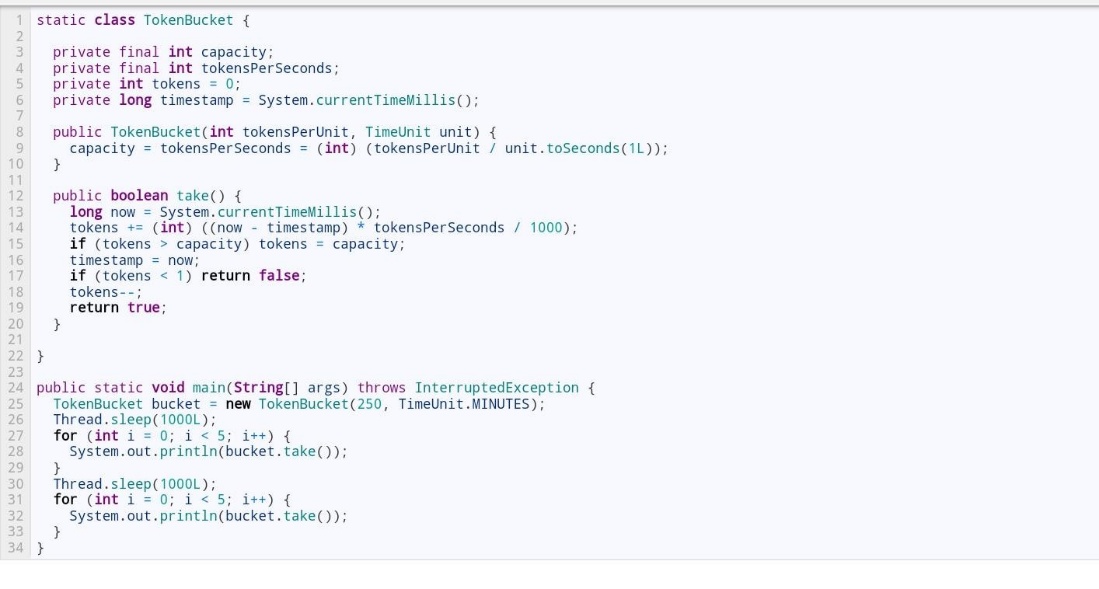 1 static class TokenBucket {
2
3 private final int capacity;
4 private final int tokensPerSeconds;
5 private int tokens = 0;
6 private long timestamp = System.currentTimeMillis();
7
8 public TokenBucket(int tokensPerUnit, TimeUnit unit) {
9 capacity = tokensPerSeconds = (int) (tokensPerUnit / unit.toSeconds(1L));
10 }
11
12 public boolean take() {
13 long now = System.currentTimeMillis();
14 tokens += (int) ((now - timestamp) * tokensPerSeconds / 1000);
15 if (tokens > capacity) tokens = capacity;
16 timestamp = now;
17 if (tokens < 1) return false;
18 tokens--;
19 return true;
20 }
21
22 }
23
24 public static void main(String[] args) throws InterruptedException {
25 TokenBucket bucket = new TokenBucket(250, TimeUnit.MINUTES);
26 Thread.sleep(1000L);
27 for (int i = 0; i < 5; i++) {
28 System.out.println(bucket.take());
29 }
30 Thread.sleep(1000L);
31 for (int i = 0; i < 5; i++) {
32 System.out.println(bucket.take());
33 }
34 }